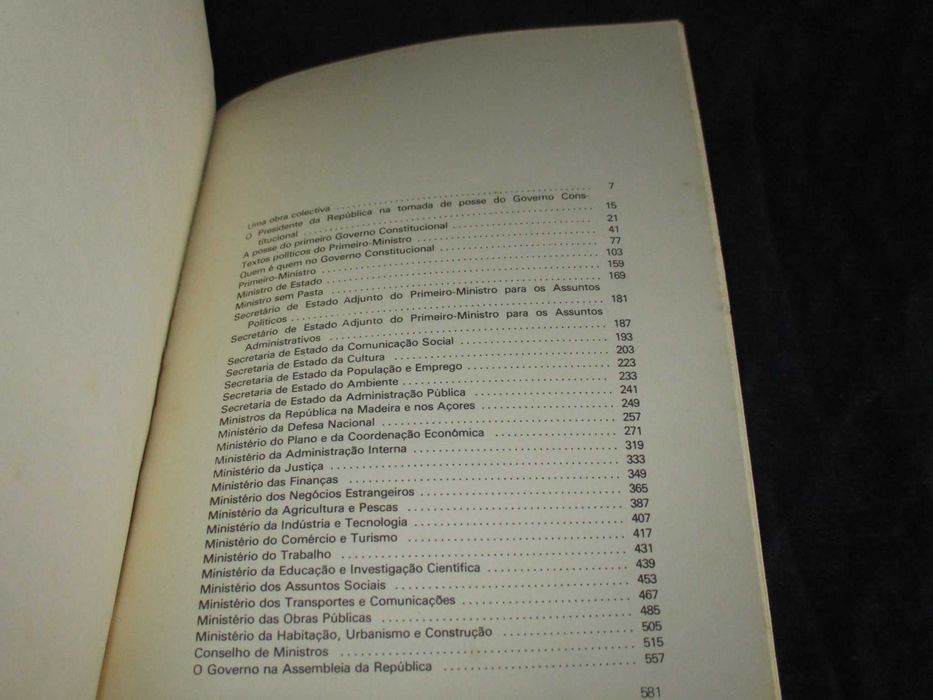 Uma obra colectiva ........ 7
O Presidente da República na tomada de posse do Governo Cons-
titucional ........ 15
A posse do primeiro Governo Constitucional ........ 21
Textos políticos do Primeiro-Ministro ........ 41
Quem é quem no Governo Constitucional ........ 77
Primeiro-Ministro ........ 103
Ministro de Estado ........ 159
Ministro sem Pasta ........ 169
Secretário de Estado Adjunto do Primeiro-Ministro para os Assuntos
Políticos ........ 181
Secretário de Estado Adjunto do Primeiro-Ministro para os Assuntos
Administrativos ........ 187
Secretaria de Estado da Comunicação Social ........ 193
Secretaria de Estado da Cultura ........ 203
Secretaria de Estado da População e Emprego ........ 223
Secretaria de Estado do Ambiente ........ 233
Secretaria de Estado da Administração Pública ........ 241
Ministros da República na Madeira e nos Açores ........ 249
Ministério da Defesa Nacional ........ 257
Ministério do Plano e da Coordenação Econômica ........ 271
Ministério da Administração Interna ........ 319
Ministério da Justiça ........ 333
Ministério das Finanças ........ 349
Ministério dos Negócios Estrangeiros ........ 365
Ministério da Agricultura e Pescas ........ 387
Ministério da Indústria e Tecnologia ........ 407
Ministério do Comércio e Turismo ........ 417
Ministério do Trabalho ........ 431
Ministério da Educação e Investigação Científica ........ 439
Ministério dos Assuntos Sociais ........ 453
Ministério dos Transportes e Comunicações ........ 467
Ministério das Obras Públicas ........ 485
Ministério da Habitação, Urbanismo e Construção ........ 505
Conselho de Ministros ........ 515
O Governo na Assembleia da República ........ 557
581